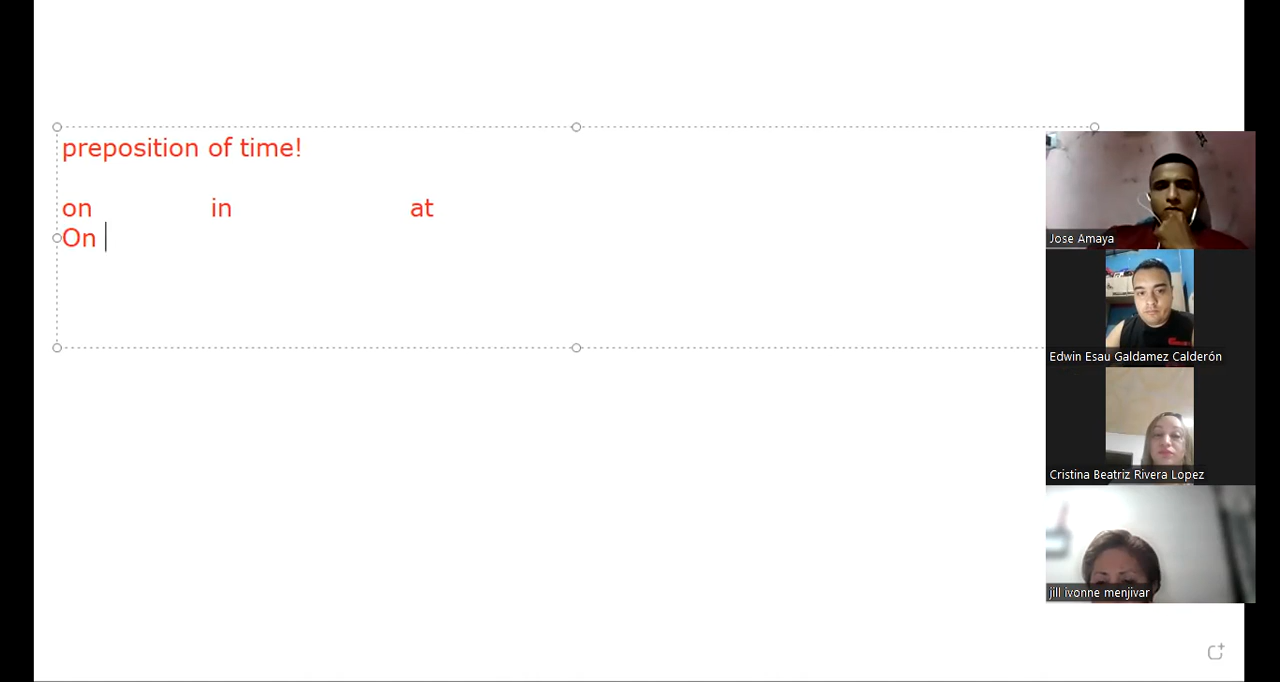 preposition of time!
on in at
On
Jose Amaya
Edwin Esau Galdamez Calderón
Cristina Beatriz Rivera Lopez
jill ivonne menjivar